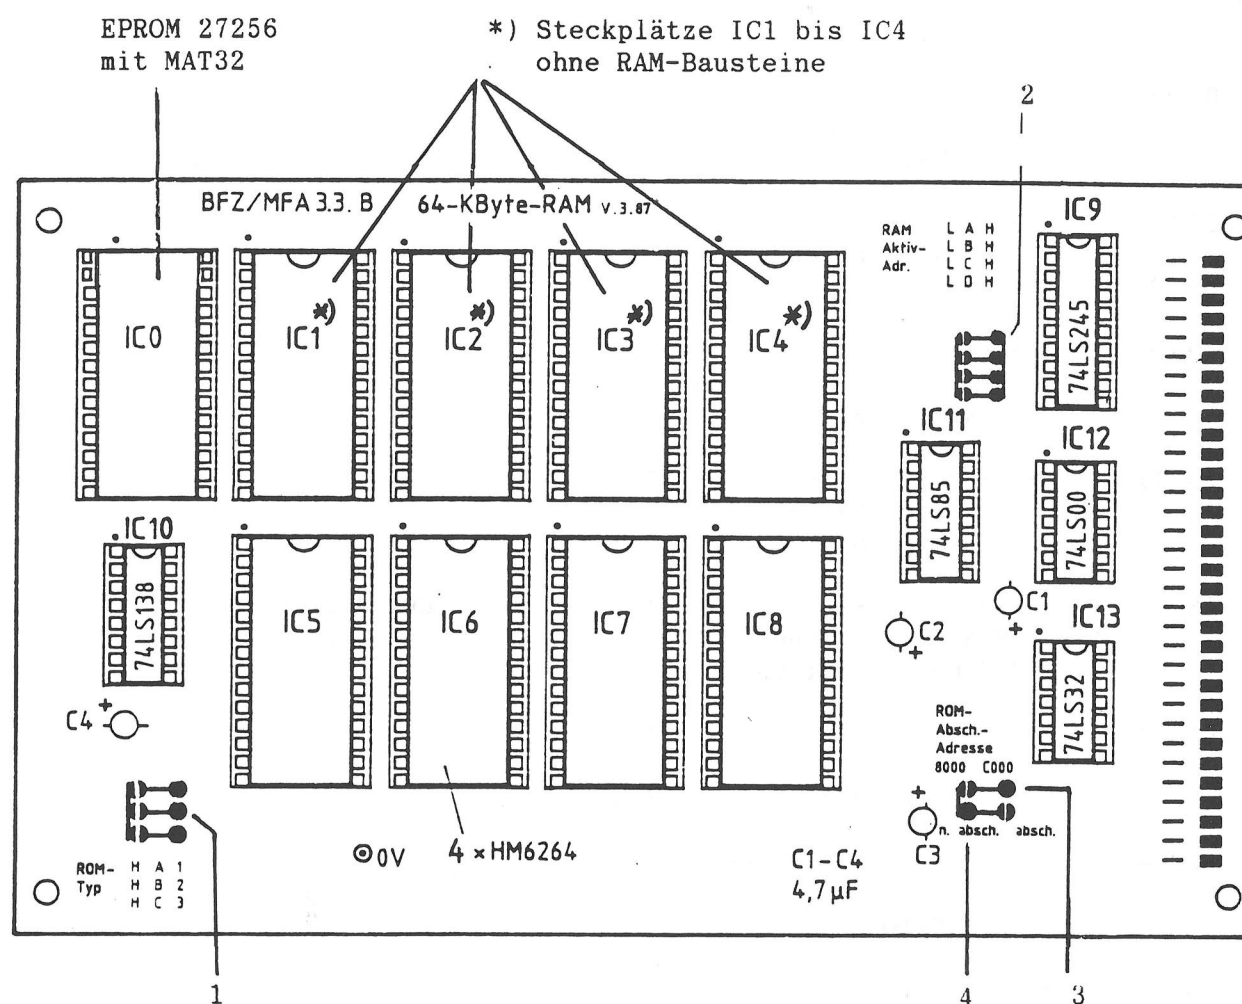 EPROM 27256
mit MAT32
*) Steckplätze IC1 bis IC4
ohne RAM-Bausteine
2
BFZ/MFA 3.3. B
64-KByte-RAM V.3.87
RAM
Aktiv-
Adr.
L A H
L B H
L C H
L D H
IC9
74LS245
IC0
IC1 *)
IC2 *)
IC3 *)
IC4 *)
IC11
74LS85
IC12
74LS00
IC10
74LS138
IC5
IC6
IC7
IC8
C1
+
C2
+
IC13
74LS32
+
C4
ROM-
Absch.-
Adresse
8000 C000
+
C3
n. absch. absch.
ROM-
Typ
H A 1
H B 2
H C 3
0V
4 × HM6264
C1-C4
4,7 µF
1
4
3